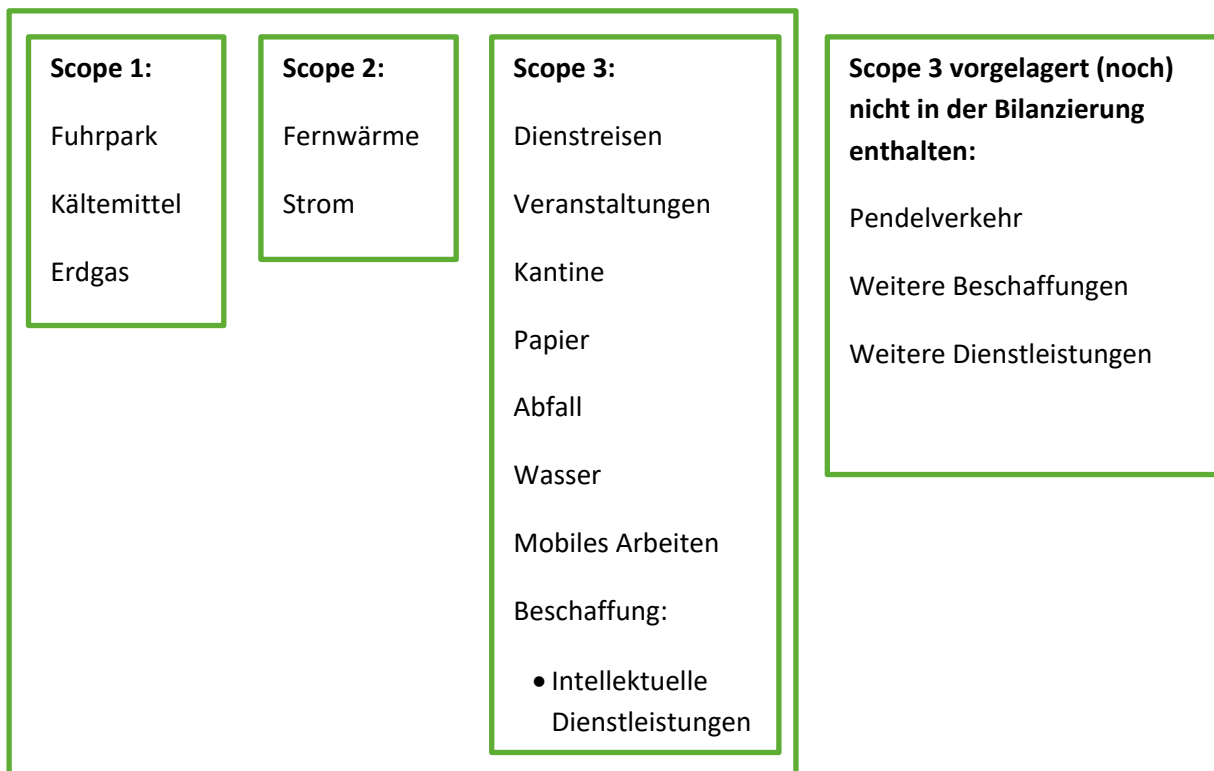 Scope 1:
Fuhrpark
Kältemittel
Erdgas
Scope 2:
Fernwärme
Strom
Scope 3:
Dienstreisen
Veranstaltungen
Kantine
Papier
Abfall
Wasser
Mobiles Arbeiten
Beschaffung:
• Intellektuelle
Dienstleistungen
Scope 3 vorgelagert (noch)
nicht in der Bilanzierung
enthalten:
Pendelverkehr
Weitere Beschaffungen
Weitere Dienstleistungen